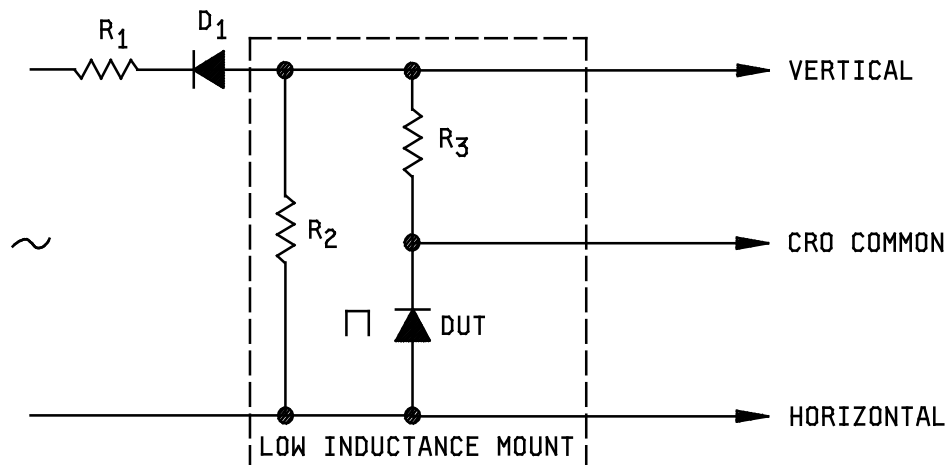 R1
D1
VERTICAL
R3
R2
CRO COMMON
DUT
HORIZONTAL
LOW INDUCTANCE MOUNT